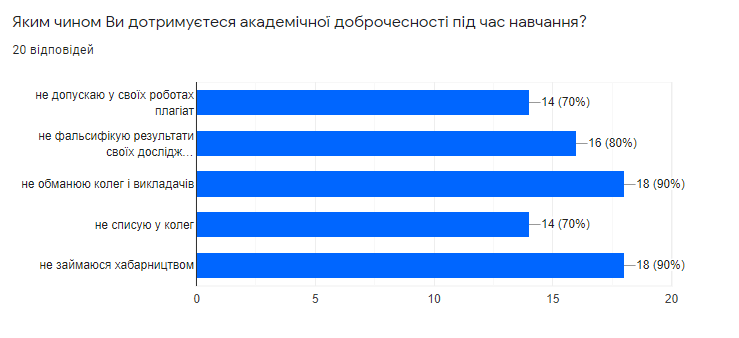 Яким чином Ви дотримуєтеся академічної доброчесності під час навчання?
20 відповідей
не допускаю у своїх роботах
плагіат
14 (70%)
не фальсифікую результати
своїх дослідж...
16 (80%)
не обманюю колег і викладачів
18 (90%)
не списую у колег
14 (70%)
не займаюся хабарництвом
18 (90%)
0 5 10 15 20